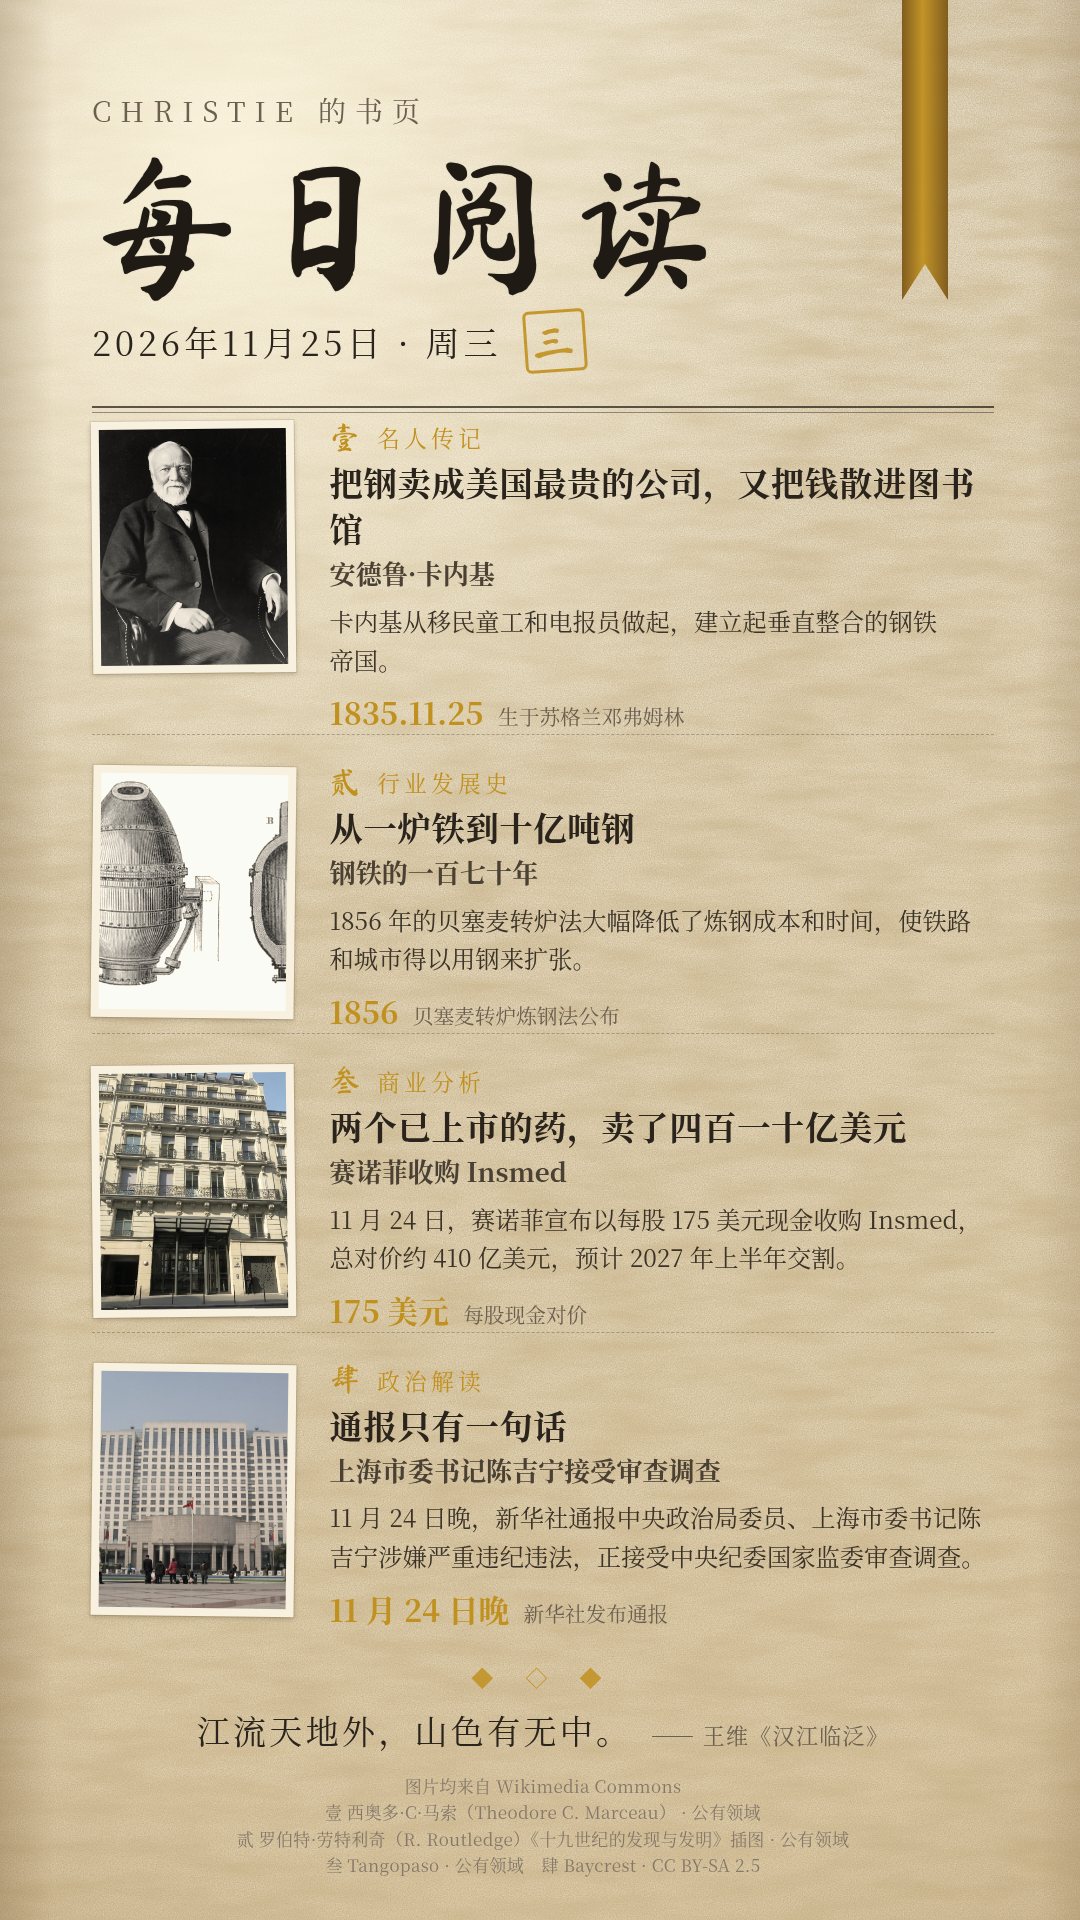 CHRISTIE 的书页
每日阅读
2026年11月25日 · 周三 三
壹 名人传记
把钢卖成美国最贵的公司，又把钱散进图书
馆
安德鲁·卡内基
卡内基从移民童工和电报员做起，建立起垂直整合的钢铁
帝国。
1835.11.25 生于苏格兰邓弗姆林
B
贰 行业发展史
从一炉铁到十亿吨钢
钢铁的一百七十年
1856 年的贝塞麦转炉法大幅降低了炼钢成本和时间，使铁路
和城市得以用钢来扩张。
1856 贝塞麦转炉炼钢法公布
叁 商业分析
两个已上市的药，卖了四百一十亿美元
赛诺菲收购 Insmed
11 月 24 日，赛诺菲宣布以每股 175 美元现金收购 Insmed，
总对价约 410 亿美元，预计 2027 年上半年交割。
175 美元 每股现金对价
肆 政治解读
通报只有一句话
上海市委书记陈吉宁接受审查调查
11 月 24 日晚，新华社通报中央政治局委员、上海市委书记陈
吉宁涉嫌严重违纪违法，正接受中央纪委国家监委审查调查。
11 月 24 日晚 新华社发布通报
江流天地外，山色有无中。 —— 王维《汉江临泛》
图片均来自 Wikimedia Commons
壹 西奥多·C·马索（Theodore C. Marceau） · 公有领域
贰 罗伯特·劳特利奇（R. Routledge）《十九世纪的发现与发明》插图 · 公有领域
叁 Tangopaso · 公有领域 肆 Baycrest · CC BY-SA 2.5